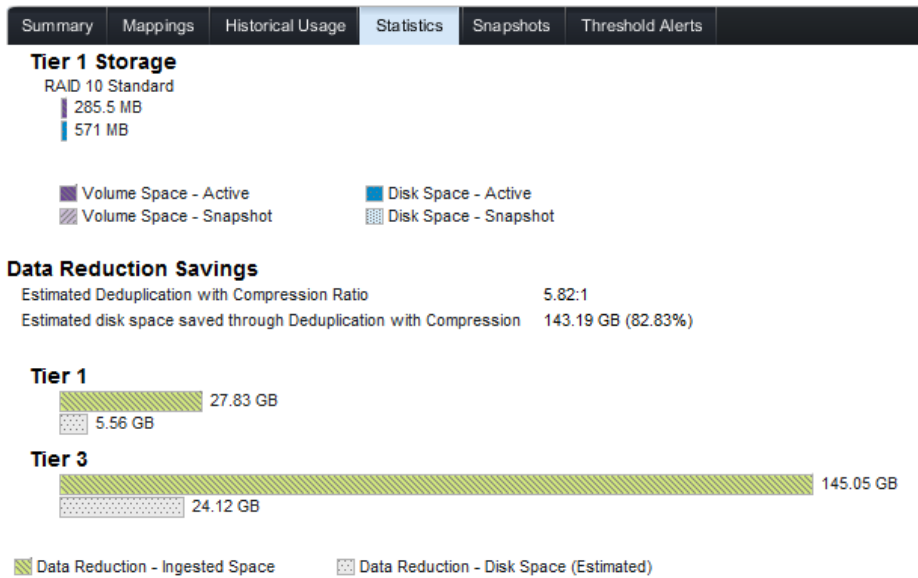 Summary Mappings Historical Usage Statistics Snapshots Threshold Alerts
Tier 1 Storage
RAID 10 Standard
285.5 MB
571 MB
Volume Space - Active Disk Space - Active
Volume Space - Snapshot Disk Space - Snapshot
Data Reduction Savings
Estimated Deduplication with Compression Ratio 5.82:1
Estimated disk space saved through Deduplication with Compression 143.19 GB (82.83%)
Tier 1
27.83 GB
5.56 GB
Tier 3
145.05 GB
24.12 GB
Data Reduction - Ingested Space Data Reduction - Disk Space (Estimated)